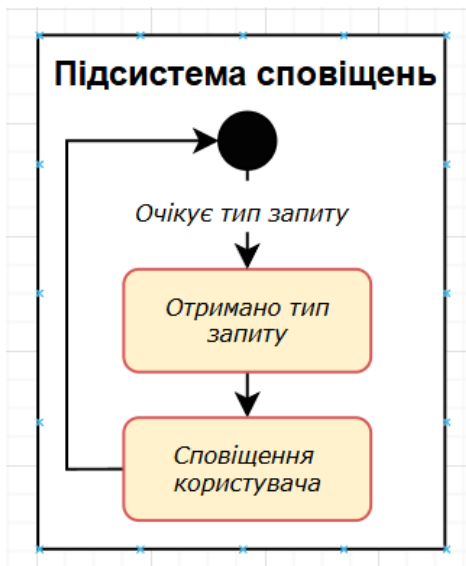 Підсистема сповіщень
Очікує тип запиту
Отримано тип
запиту
Сповіщення
користувача